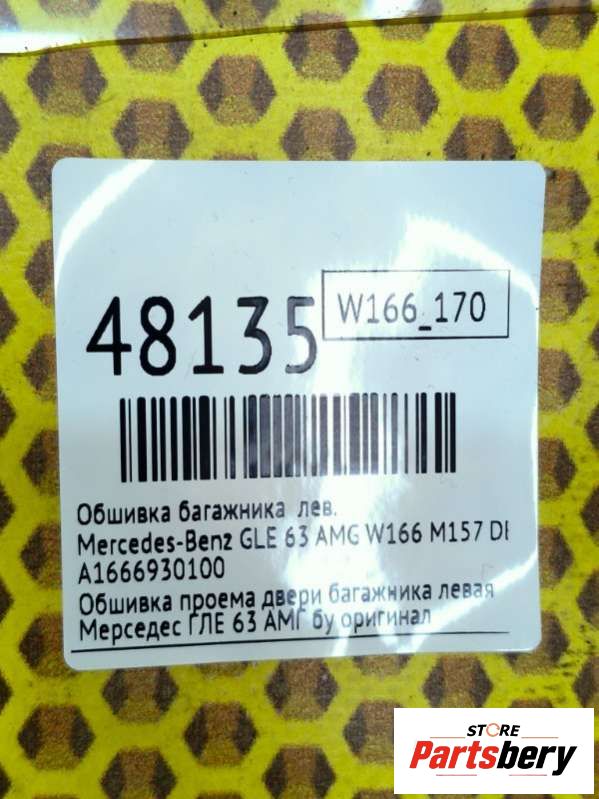 48135
W166_170
Обшивка багажника лев.
Mercedes-Benz GLE 63 AMG W166 M157 DE
A1666930100
Обшивка проема двери багажника левая
Мерседес ГЛЕ 63 АМГ бу оригинал
STORE
Partsbery